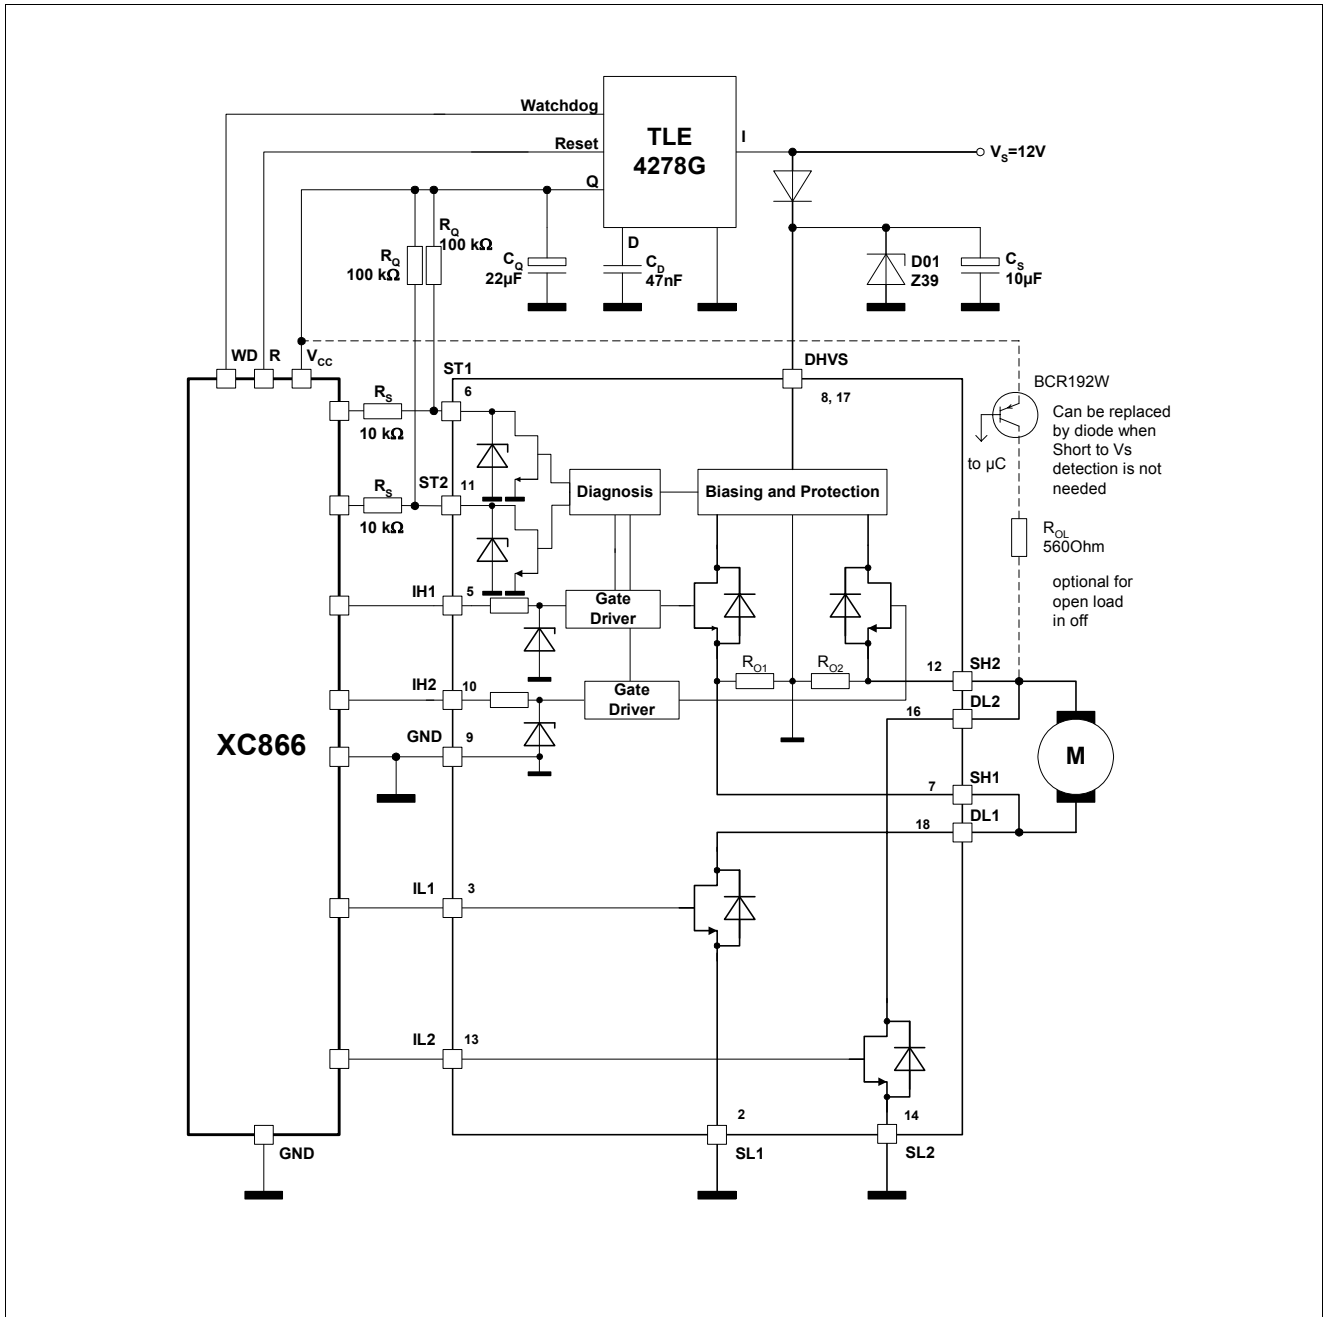 Watchdog
TLE
4278G
I
Reset
V_S=12V
Q
R_Q
100 kΩ
R_Q
100 kΩ
D
C_Q
22µF
C_D
47nF
D01
Z39
C_S
10µF
WD
R
V_CC
ST1
DHVS
6
8, 17
BCR192W
R_S
10 kΩ
Can be replaced
by diode when
Short to Vs
detection is not
needed
to µC
ST2
11
R_S
10 kΩ
Diagnosis
Biasing and Protection
R_OL
560Ohm
optional for
open load
in off
IH1
5
Gate
Driver
R_O1
R_O2
12
SH2
IH2
10
Gate
Driver
DL2
16
GND
9
XC866
M
SH1
7
DL1
18
IL1
3
IL2
13
2
14
GND
SL1
SL2